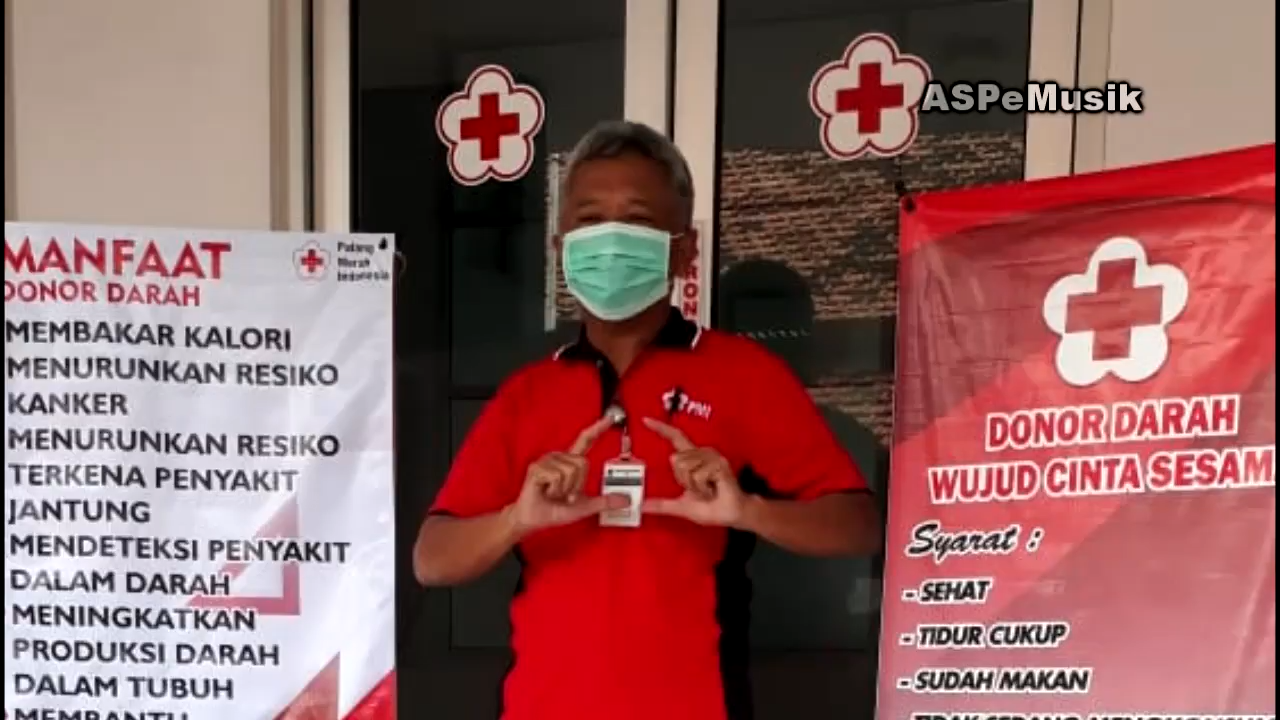 ASPeMusik
MANFAAT
DONOR DARAH
Palang
Merah
Indonesia
MEMBAKAR KALORI
MENURUNKAN RESIKO
KANKER
MENURUNKAN RESIKO
TERKENA PENYAKIT
JANTUNG
MENDETEKSI PENYAKIT
DALAM DARAH
MENINGKATKAN
PRODUKSI DARAH
DALAM TUBUH
MEMBANTU
PMI
DONOR DARAH
WUJUD CINTA SESAM
Syarat :
- SEHAT
- TIDUR CUKUP
- SUDAH MAKAN